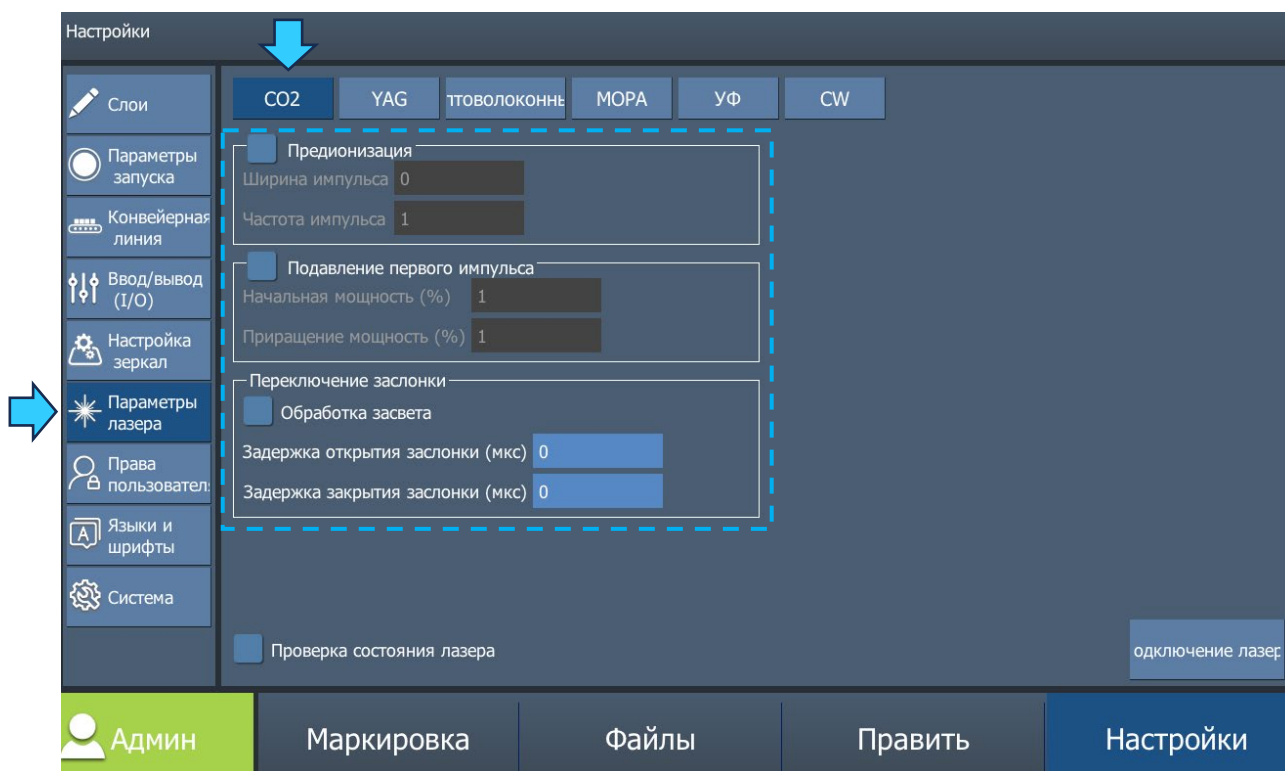 Настройки
Слои
Параметры
запуска
Конвейерная
линия
Ввод/вывод
(I/O)
Настройка
зеркал
Параметры
лазера
Права
пользовател
Языки и
шрифты
Система
CO2
YAG
птоволоконнь
МОРА
УФ
CW
Предионизация
Ширина импульса 0
Частота импульса 1
Подавление первого импульса
Начальная мощность (%) 1
Приращение мощность (%) 1
Переключение заслонки
Обработка засвета
Задержка открытия заслонки (мкс) 0
Задержка закрытия заслонки (мкс) 0
Проверка состояния лазера
одключение лазер
Админ
Маркировка
Файлы
Править
Настройки